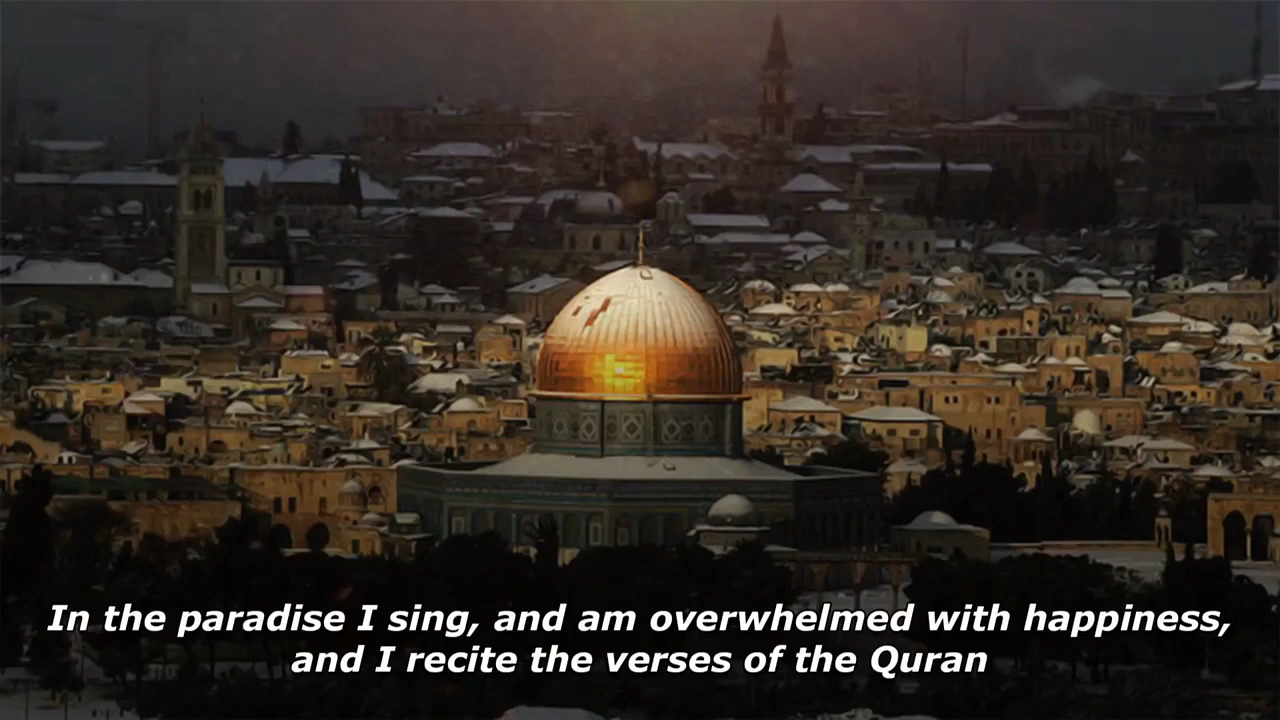 In the paradise I sing, and am overwhelmed with happiness,
and I recite the verses of the Quran